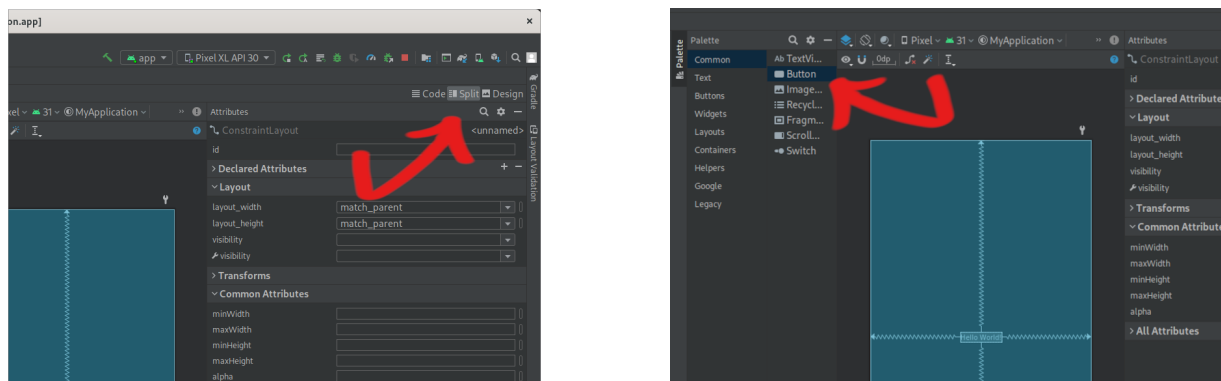 on.app]
app
Pixel XL API 30
Code Split Design
Gradle
Layout Validation
xel 31 MyApplication
Attributes
ConstraintLayout <unnamed>
id
Declared Attributes
Layout
layout_width match_parent
layout_height match_parent
visibility
visibility
Transforms
Common Attributes
minWidth
maxWidth
minHeight
maxHeight
alpha
Palette
Palette
Common
Text
Buttons
Widgets
Layouts
Containers
Helpers
Google
Legacy
Ab TextVi...
Button
Image...
Recycl...
Fragm...
Scroll...
Switch
Pixel 31 MyApplication
0dp
Hello World!
Attributes
ConstraintLayout
id
Declared Attribute
Layout
layout_width
layout_height
visibility
visibility
Transforms
Common Attribute
minWidth
maxWidth
minHeight
maxHeight
alpha
All Attributes